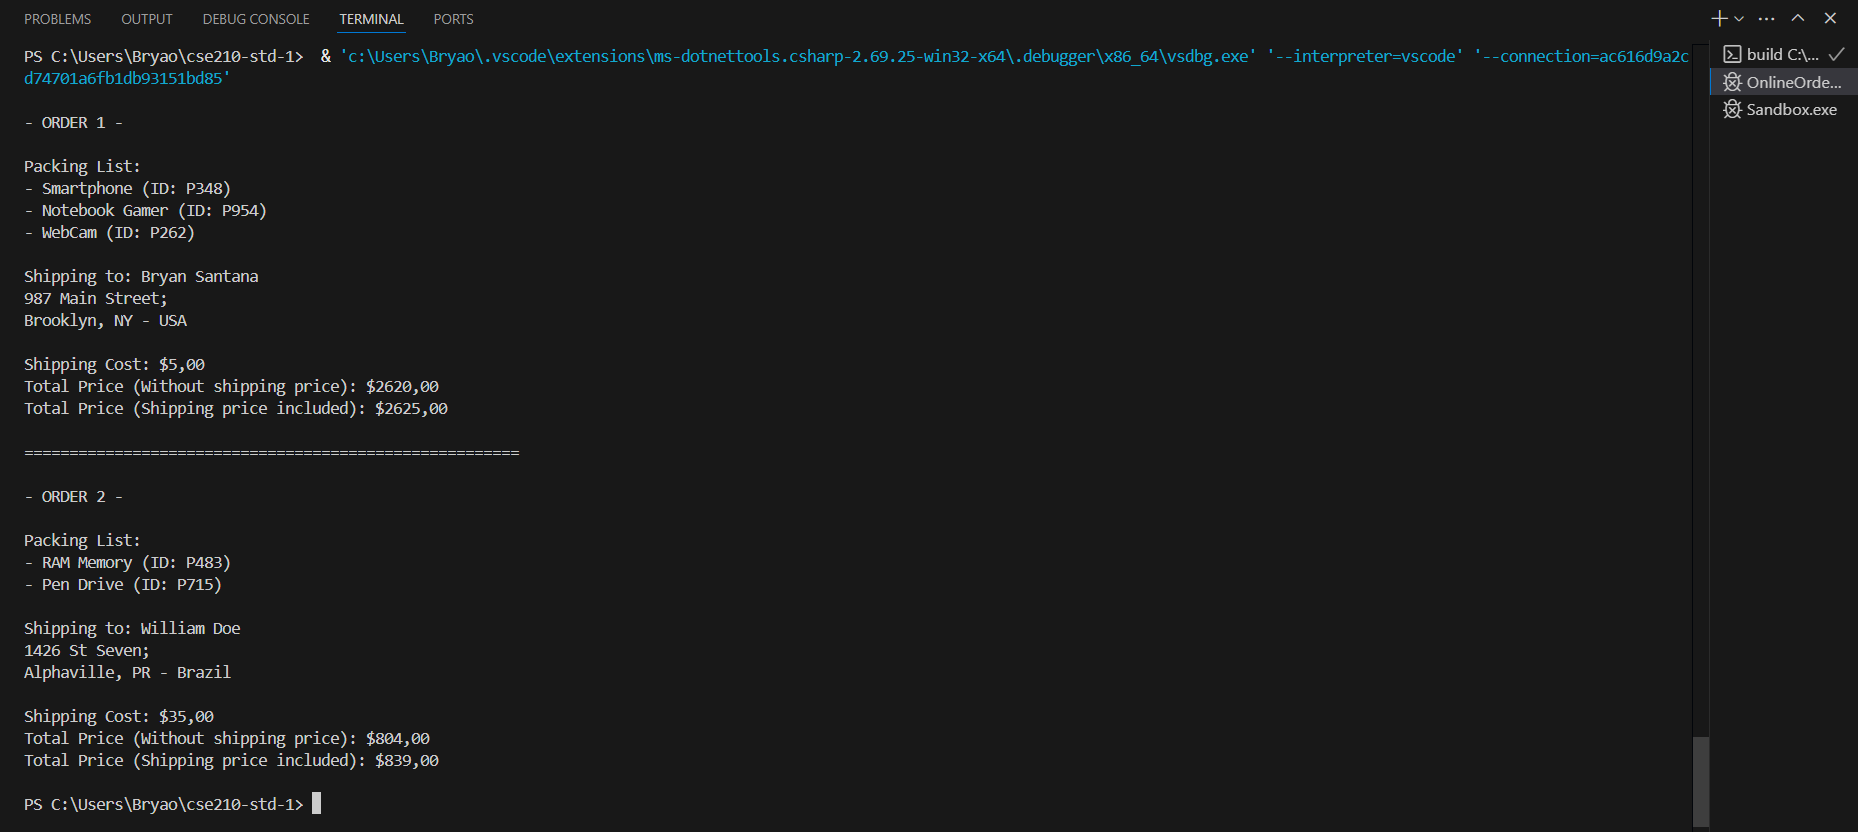 PROBLEMS OUTPUT DEBUG CONSOLE TERMINAL PORTS
PS C:\Users\Bryao\cse210-std-1>  & 'c:\Users\Bryao\.vscode\extensions\ms-dotnettools.csharp-2.69.25-win32-x64\.debugger\x86_64\vsdbg.exe' '--interpreter=vscode' '--connection=ac616d9a2c
d74701a6fb1db93151bd85'
- ORDER 1 -
Packing List:
- Smartphone (ID: P348)
- Notebook Gamer (ID: P954)
- WebCam (ID: P262)
Shipping to: Bryan Santana
987 Main Street;
Brooklyn, NY - USA
Shipping Cost: $5,00
Total Price (Without shipping price): $2620,00
Total Price (Shipping price included): $2625,00
=======================================================
- ORDER 2 -
Packing List:
- RAM Memory (ID: P483)
- Pen Drive (ID: P715)
Shipping to: William Doe
1426 St Seven;
Alphaville, PR - Brazil
Shipping Cost: $35,00
Total Price (Without shipping price): $804,00
Total Price (Shipping price included): $839,00
PS C:\Users\Bryao\cse210-std-1>
build C:\...
OnlineOrde...
Sandbox.exe